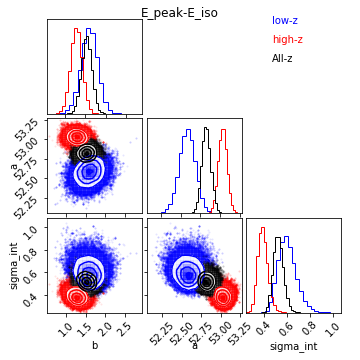 E_peak-E_iso
low-z
high-z
All-z
53.25
53.00
52.75
52.50
52.25
a
1.0
0.8
0.6
0.4
sigma_int
1.0 1.5 2.0 2.5
b
52.25 52.50 52.75 53.00 53.25
a
0.4 0.6 0.8 1.0
sigma_int